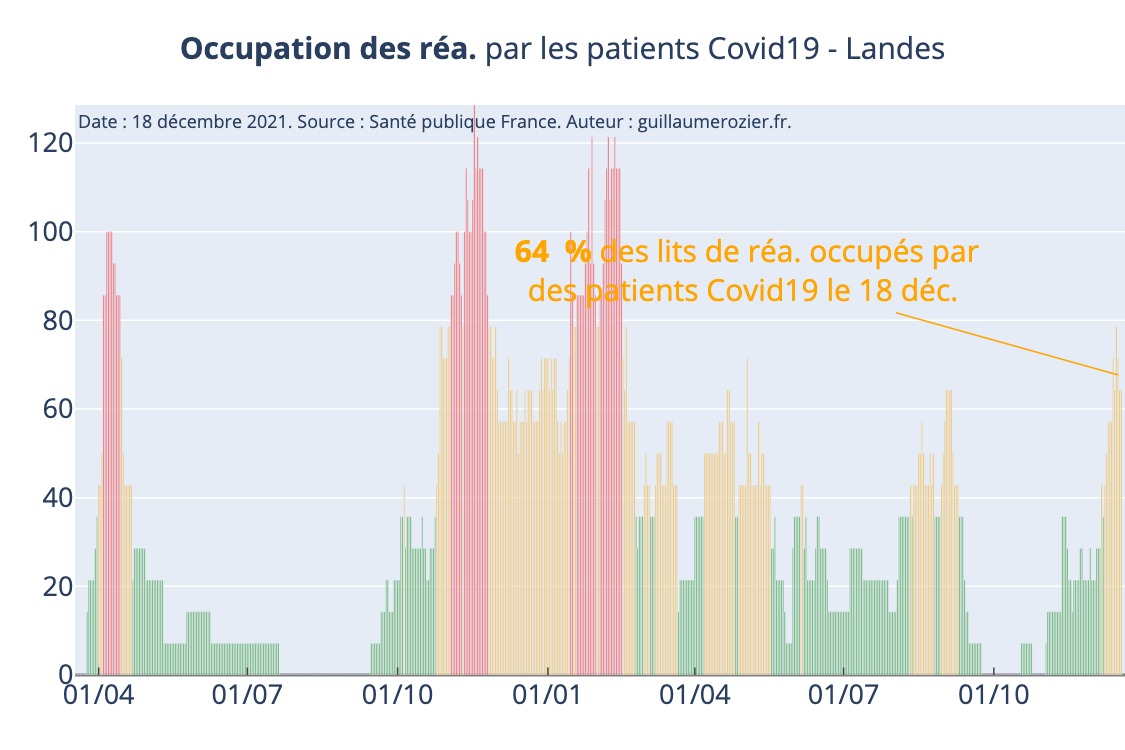 Occupation des réa. par les patients Covid19 - Landes
Date : 18 décembre 2021. Source : Santé publique France. Auteur : guillaumerozier.fr.
120
100
64 % des lits de réa. occupés par
des patients Covid19 le 18 déc.
80
60
40
20
0
01/04 01/07 01/10 01/01 01/04 01/07 01/10